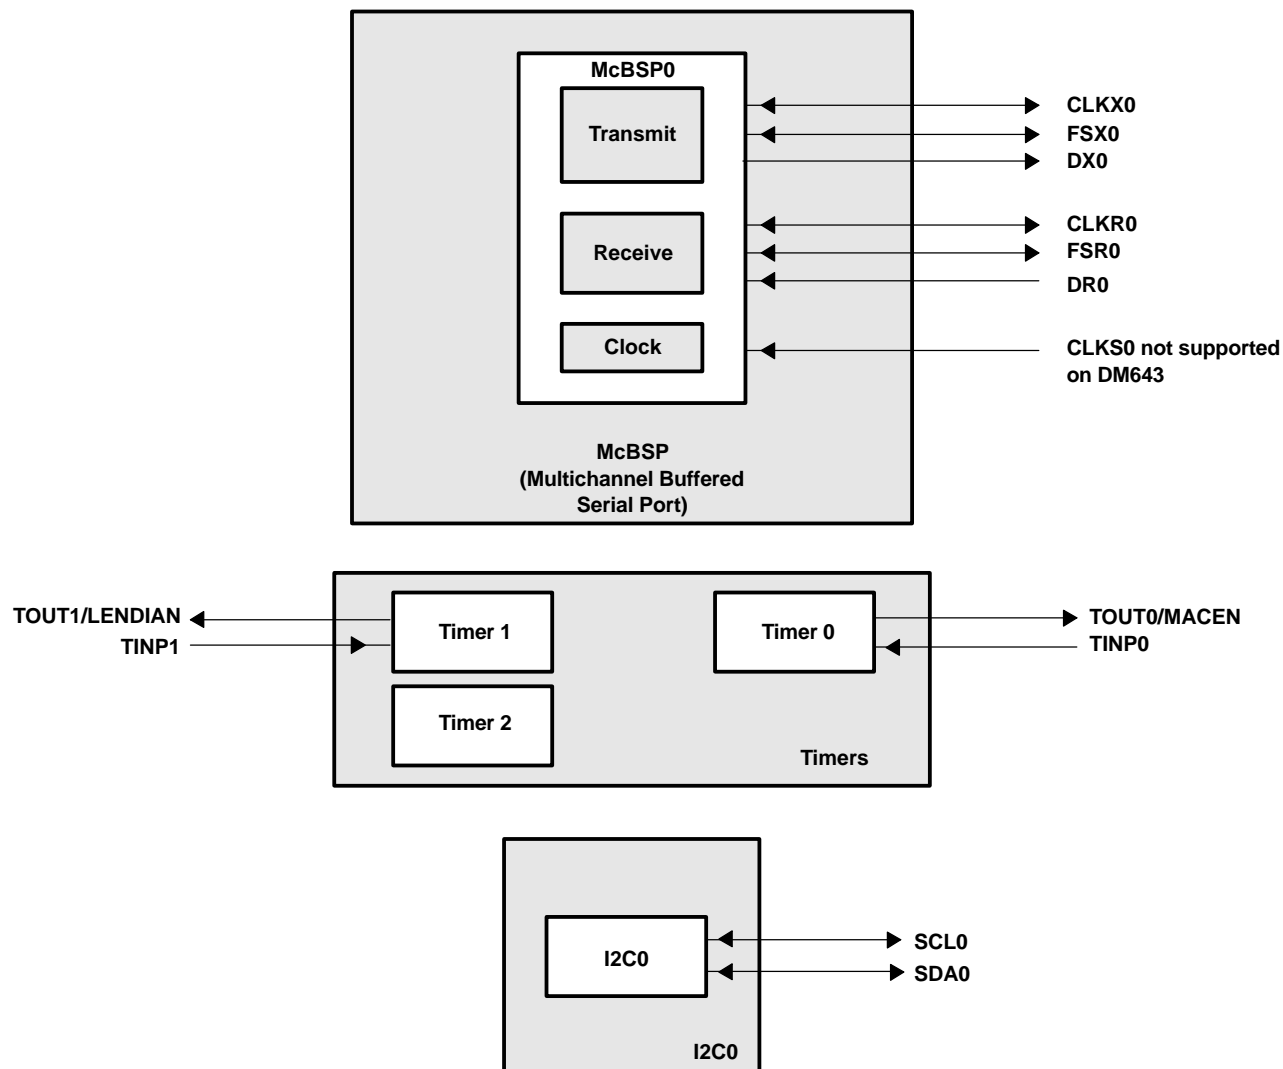 McBSP0
Transmit
CLKX0
FSX0
DX0
Receive
CLKR0
FSR0
DR0
Clock
CLKS0 not supported
on DM643
McBSP
(Multichannel Buffered
Serial Port)
TOUT1/LENDIAN
TINP1
Timer 1
Timer 0
TOUT0/MACEN
TINP0
Timer 2
Timers
I2C0
SCL0
SDA0
I2C0